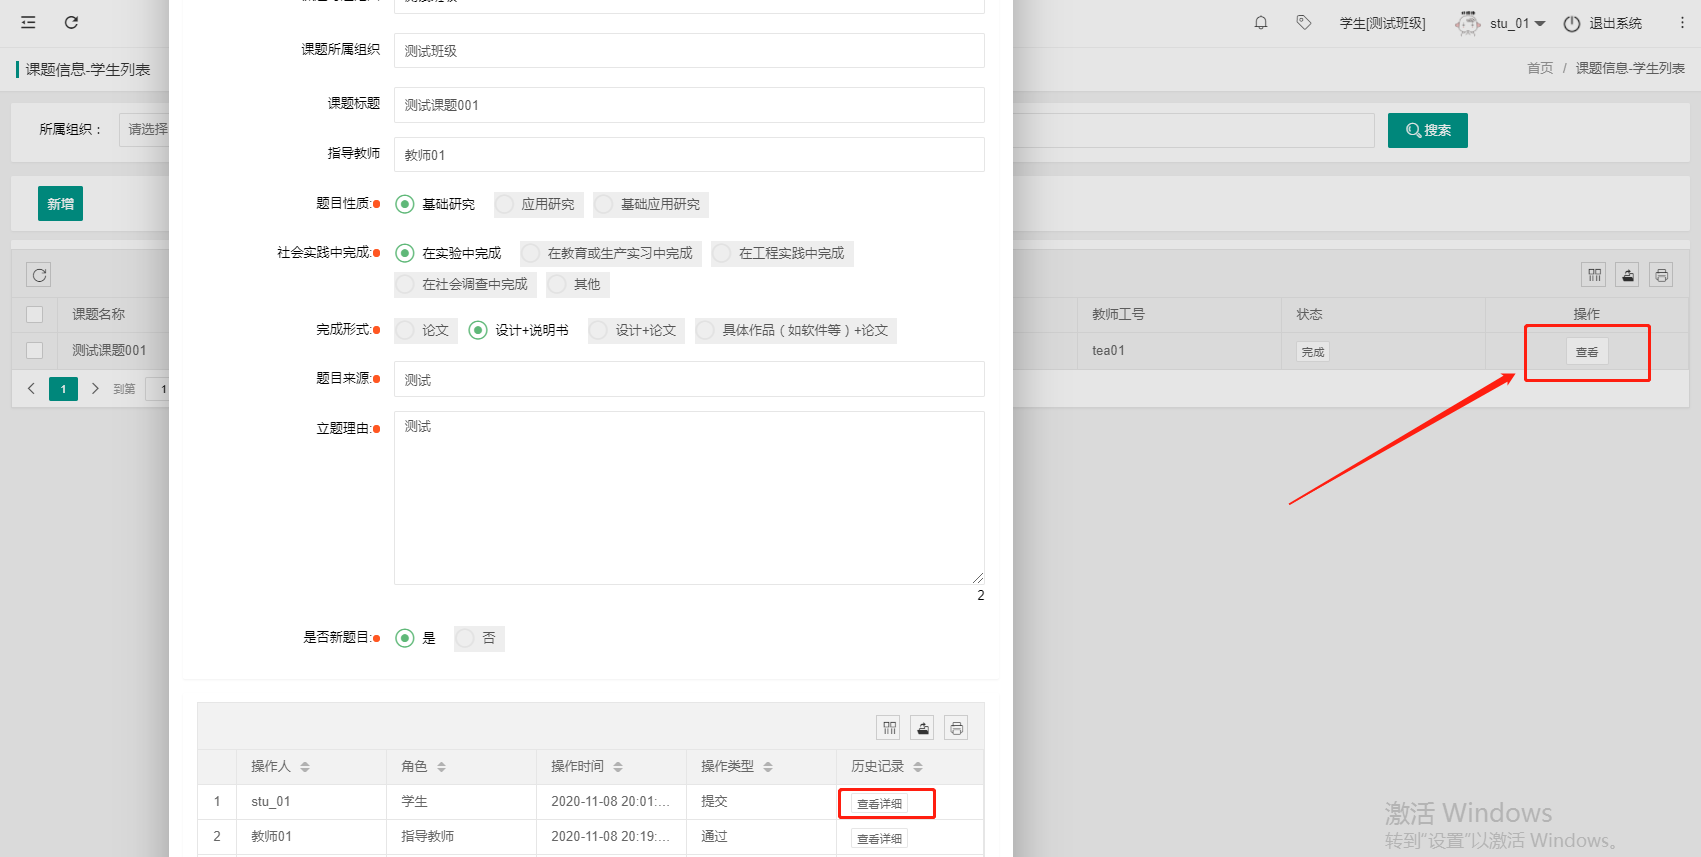 学生[测试班级]
stu_01
退出系统
课题信息-学生列表
首页 / 课题信息-学生列表
所属组织：
请选择
搜索
新增
课题名称
教师工号
状态
操作
测试课题001
tea01
完成
查看
1
到第
1
课题所属组织
测试班级
课题标题
测试课题001
指导教师
教师01
题目性质:
基础研究
应用研究
基础应用研究
社会实践中完成:
在实验中完成
在教育或生产实习中完成
在工程实践中完成
在社会调查中完成
其他
完成形式:
论文
设计+说明书
设计+论文
具体作品（如软件等）+论文
题目来源:
测试
立题理由:
测试
2
是否新题目:
是
否
操作人
角色
操作时间
操作类型
历史记录
1
stu_01
学生
2020-11-08 20:01:...
提交
查看详细
2
教师01
指导教师
2020-11-08 20:19:...
通过
查看详细
激活 Windows
转到“设置”以激活 Windows。